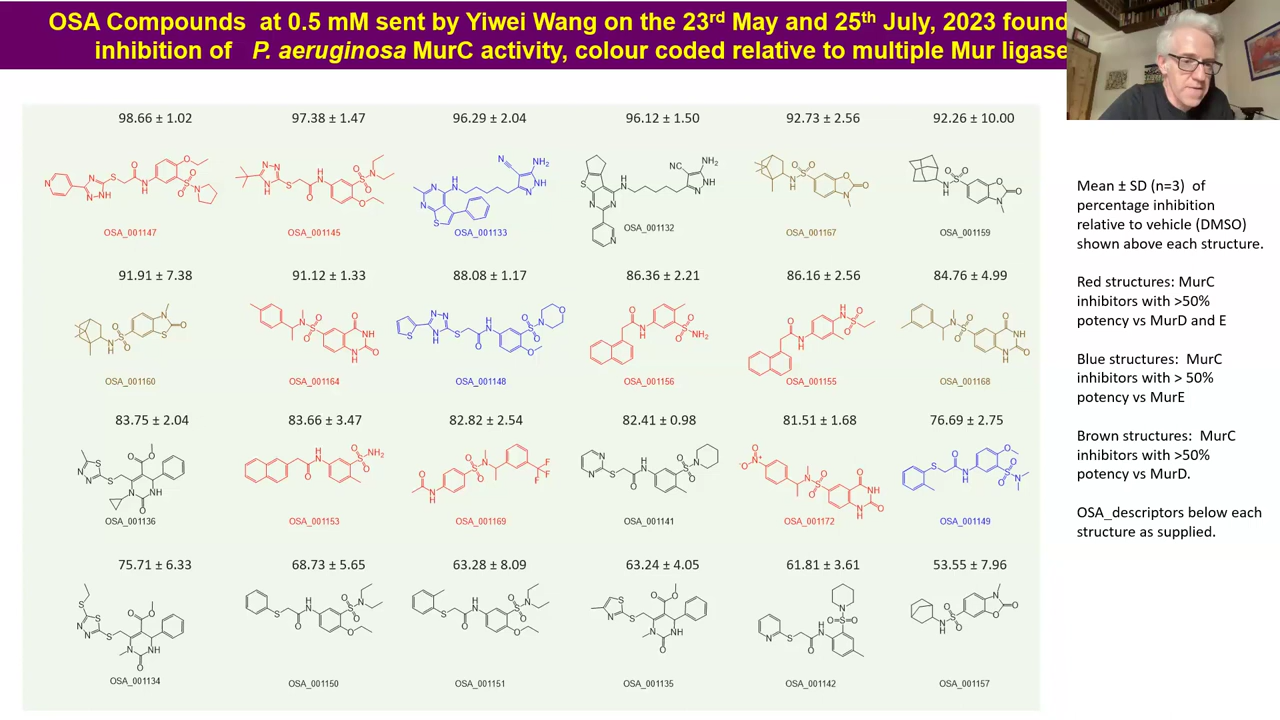 OSA Compounds at 0.5 mM sent by Yiwei Wang on the 23rd May and 25th July, 2023 found
inhibition of P. aeruginosa MurC activity, colour coded relative to multiple Mur ligase
98.66 ± 1.02 97.38 ± 1.47 96.29 ± 2.04 96.12 ± 1.50 92.73 ± 2.56 92.26 ± 10.00
OSA_001147 OSA_001145 OSA_001133 OSA_001132 OSA_001167 OSA_001159
91.91 ± 7.38 91.12 ± 1.33 88.08 ± 1.17 86.36 ± 2.21 86.16 ± 2.56 84.76 ± 4.99
OSA_001160 OSA_001164 OSA_001148 OSA_001156 OSA_001155 OSA_001168
83.75 ± 2.04 83.66 ± 3.47 82.82 ± 2.54 82.41 ± 0.98 81.51 ± 1.68 76.69 ± 2.75
OSA_001136 OSA_001153 OSA_001169 OSA_001141 OSA_001172 OSA_001149
75.71 ± 6.33 68.73 ± 5.65 63.28 ± 8.09 63.24 ± 4.05 61.81 ± 3.61 53.55 ± 7.96
OSA_001134 OSA_001150 OSA_001151 OSA_001135 OSA_001142 OSA_001157
Mean ± SD (n=3) of
percentage inhibition
relative to vehicle (DMSO)
shown above each structure.
Red structures: MurC
inhibitors with >50%
potency vs MurD and E
Blue structures: MurC
inhibitors with > 50%
potency vs MurE
Brown structures: MurC
inhibitors with >50%
potency vs MurD.
OSA_descriptors below each
structure as supplied.